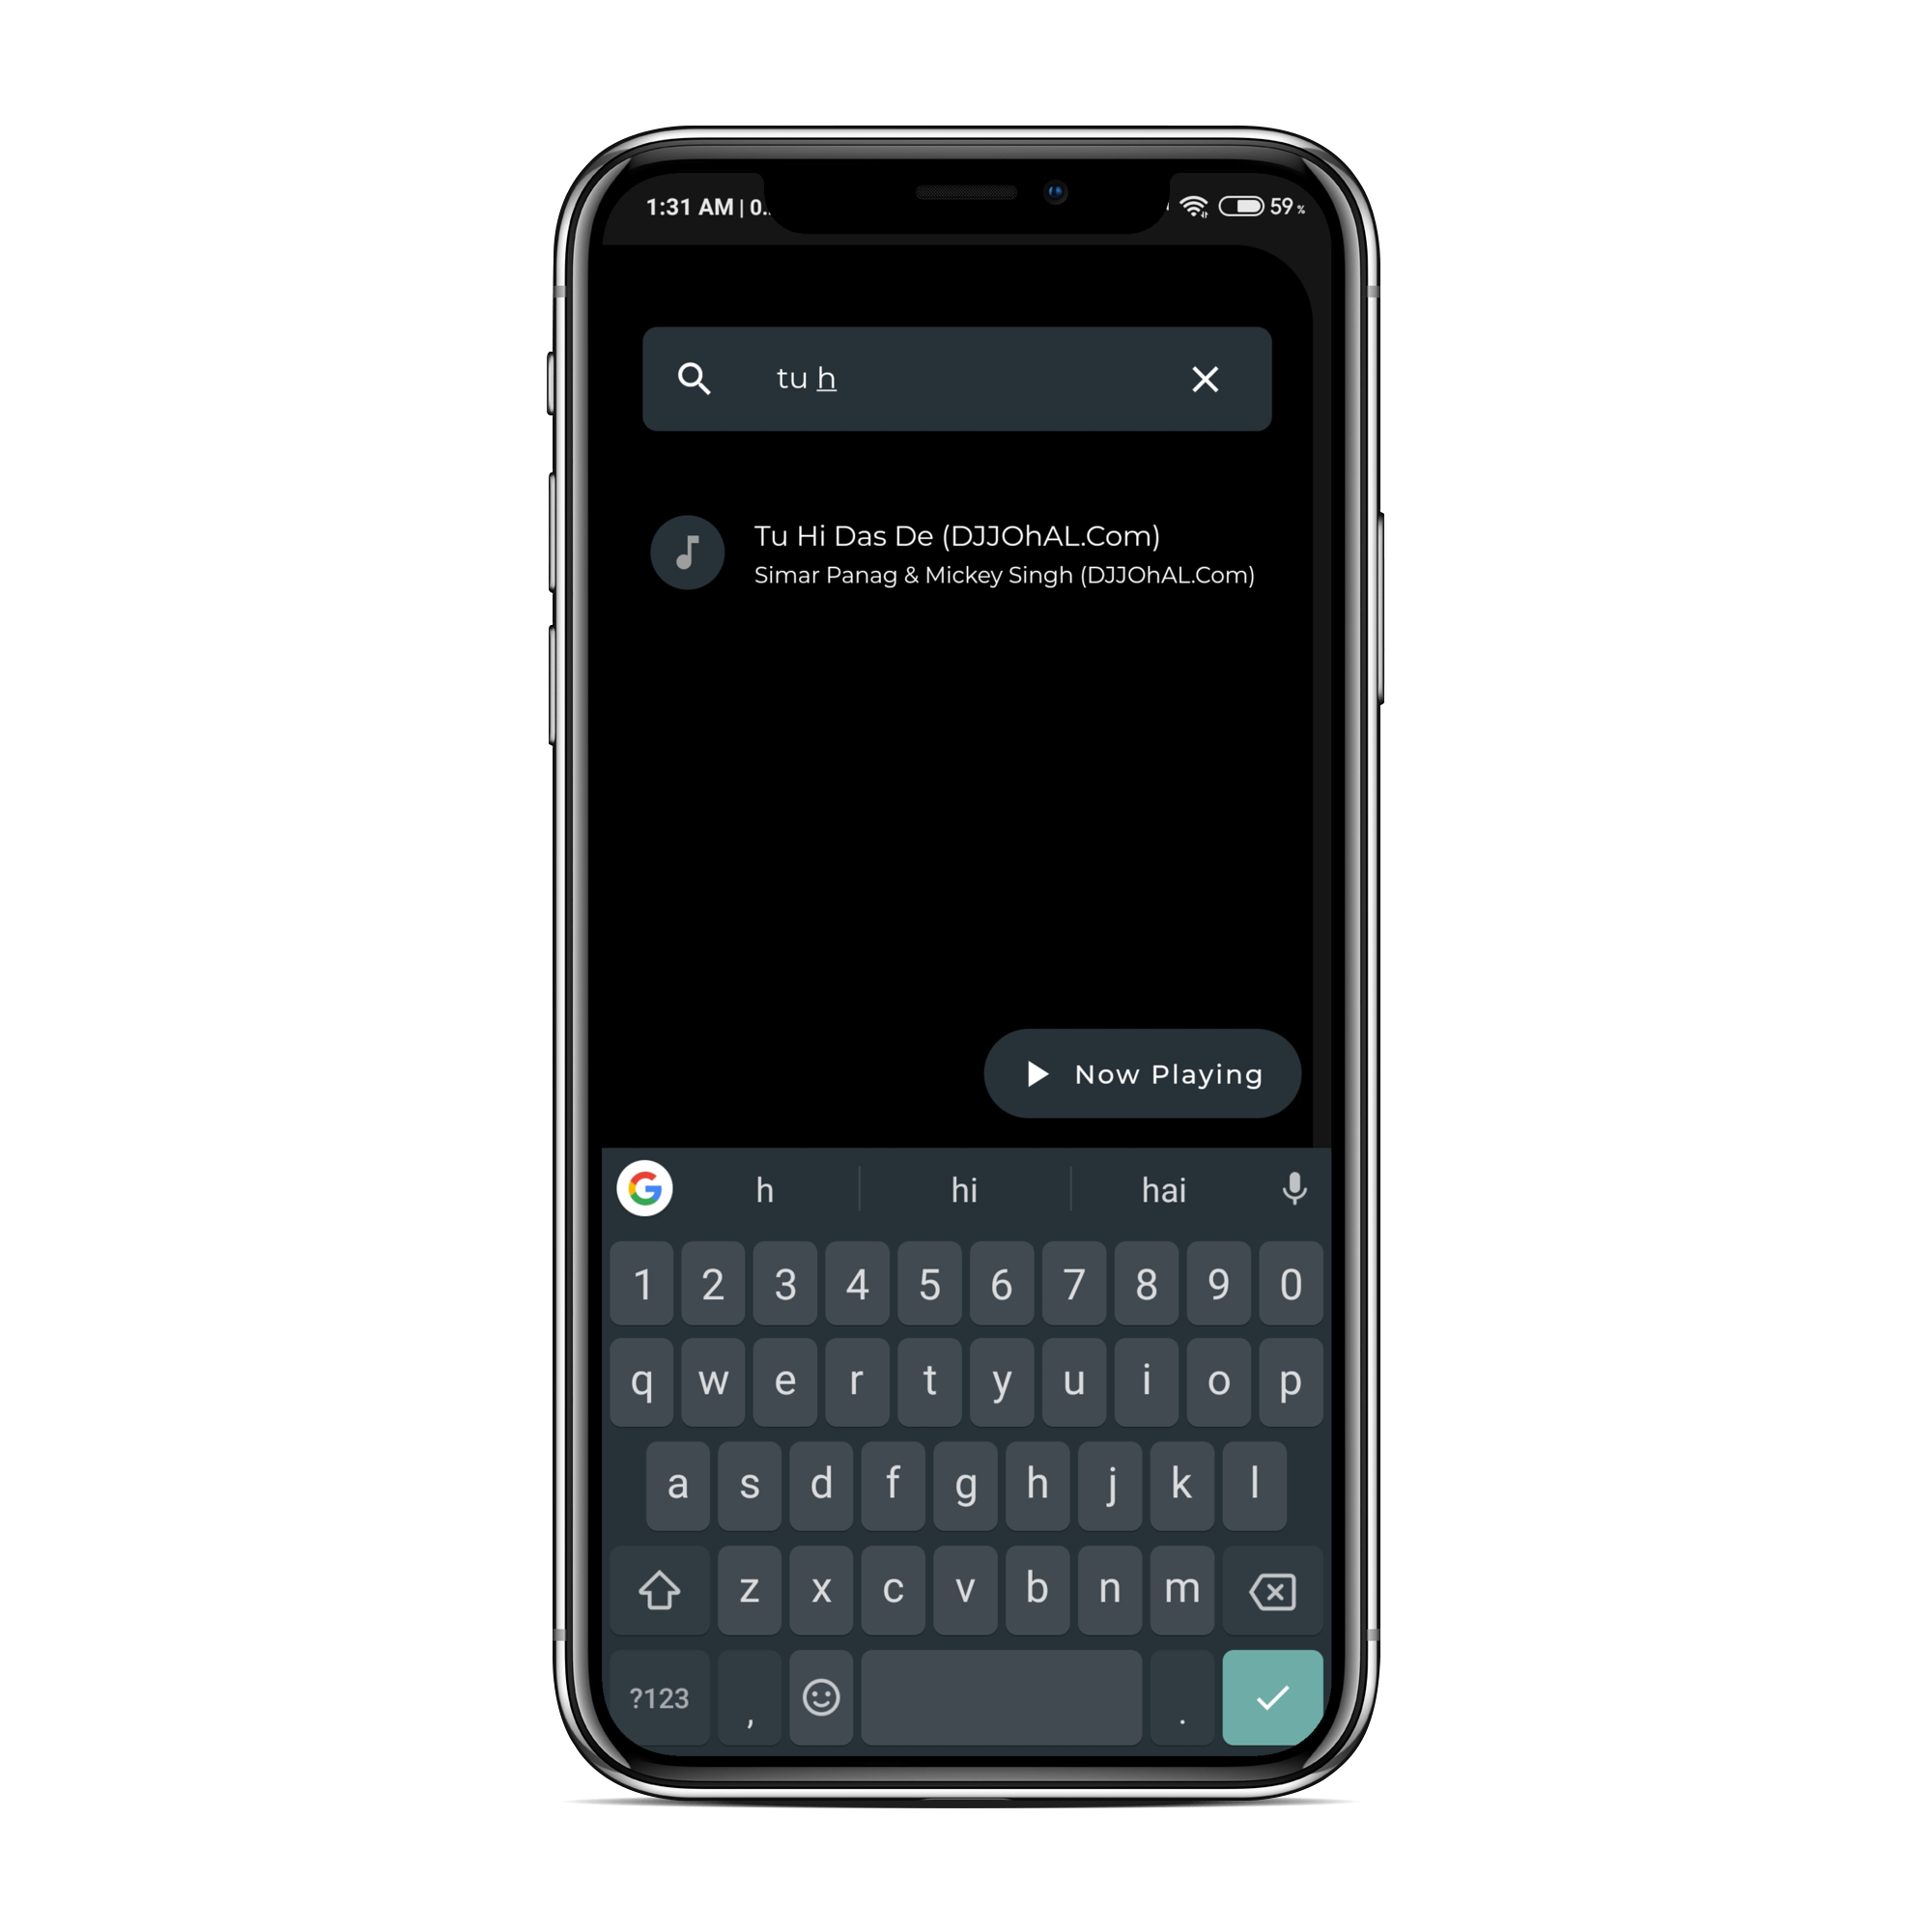 1:31 AM | 0..
59 %
tu h
Tu Hi Das De (DJJOhAL.Com)
Simar Panag & Mickey Singh (DJJOhAL.Com)
Now Playing
G h hi hai
1 2 3 4 5 6 7 8 9 0
q w e r t y u i o p
a s d f g h j k l
z x c v b n m
?123 , .